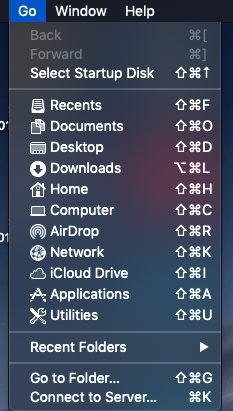 Go Window Help
Back ⌘[
Forward ⌘]
Select Startup Disk ⇧⌘↑
Recents ⇧⌘F
Documents ⇧⌘O
Desktop ⇧⌘D
Downloads ⌥⌘L
Home ⇧⌘H
Computer ⇧⌘C
AirDrop ⇧⌘R
Network ⇧⌘K
iCloud Drive ⇧⌘I
Applications ⇧⌘A
Utilities ⇧⌘U
Recent Folders ▶
Go to Folder... ⇧⌘G
Connect to Server... ⌘K